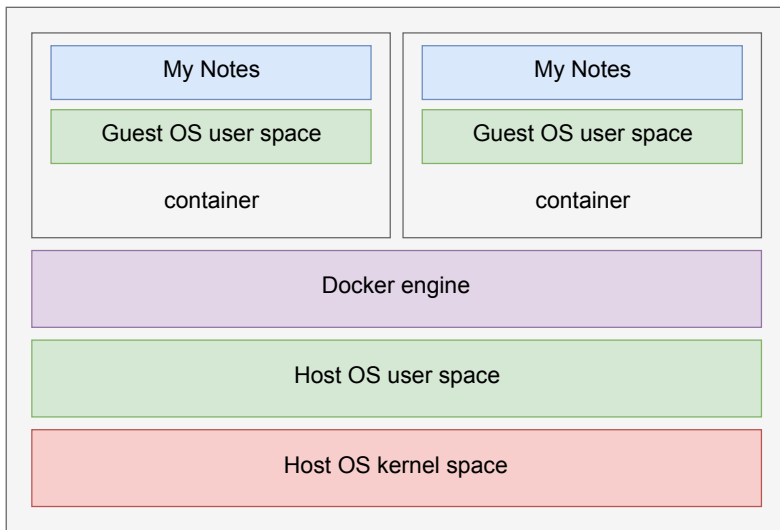 My Notes
Guest OS user space
container
My Notes
Guest OS user space
container
Docker engine
Host OS user space
Host OS kernel space